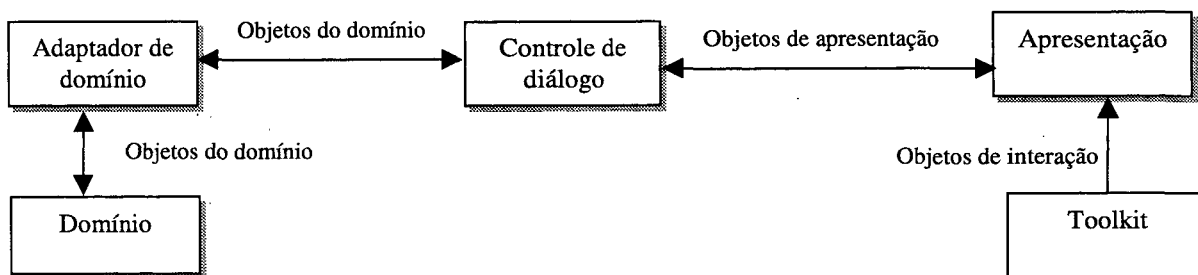 Adaptador de
domínio
Objetos do domínio
Controle de
diálogo
Objetos de apresentação
Apresentação
Objetos do domínio
Objetos de interação
Domínio
Toolkit